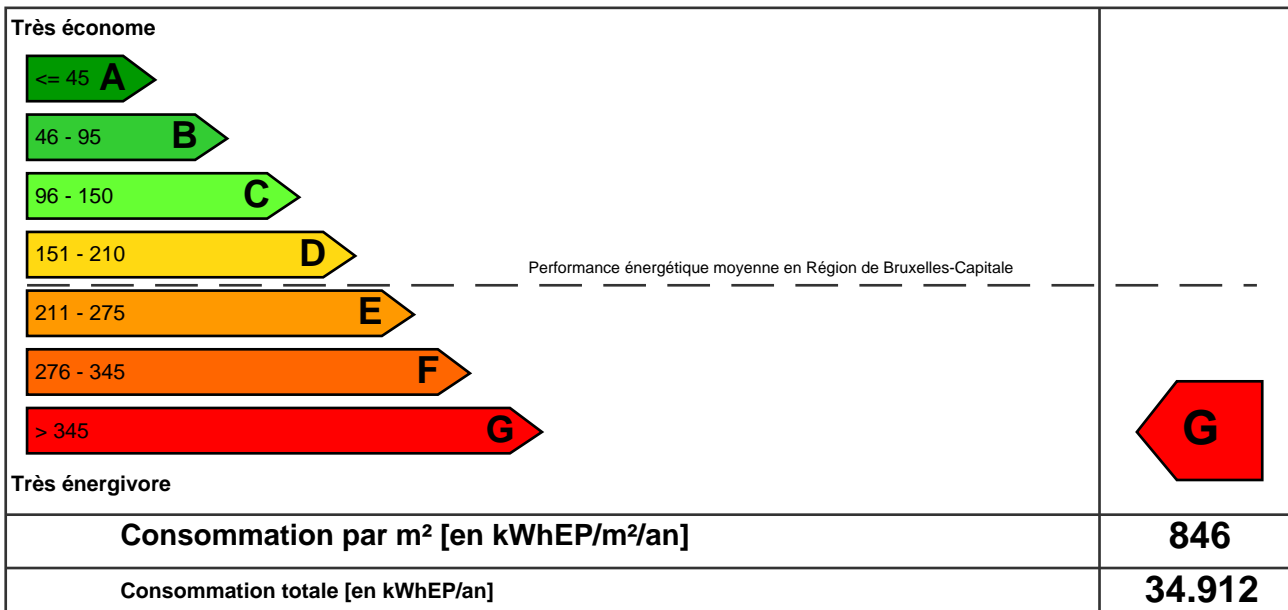 Très économe
<= 45 A
46 - 95 B
96 - 150 C
151 - 210 D
Performance énergétique moyenne en Région de Bruxelles-Capitale
211 - 275 E
276 - 345 F
> 345 G
G
Très énergivore
Consommation par m² [en kWhEP/m²/an] 846
Consommation totale [en kWhEP/an] 34.912